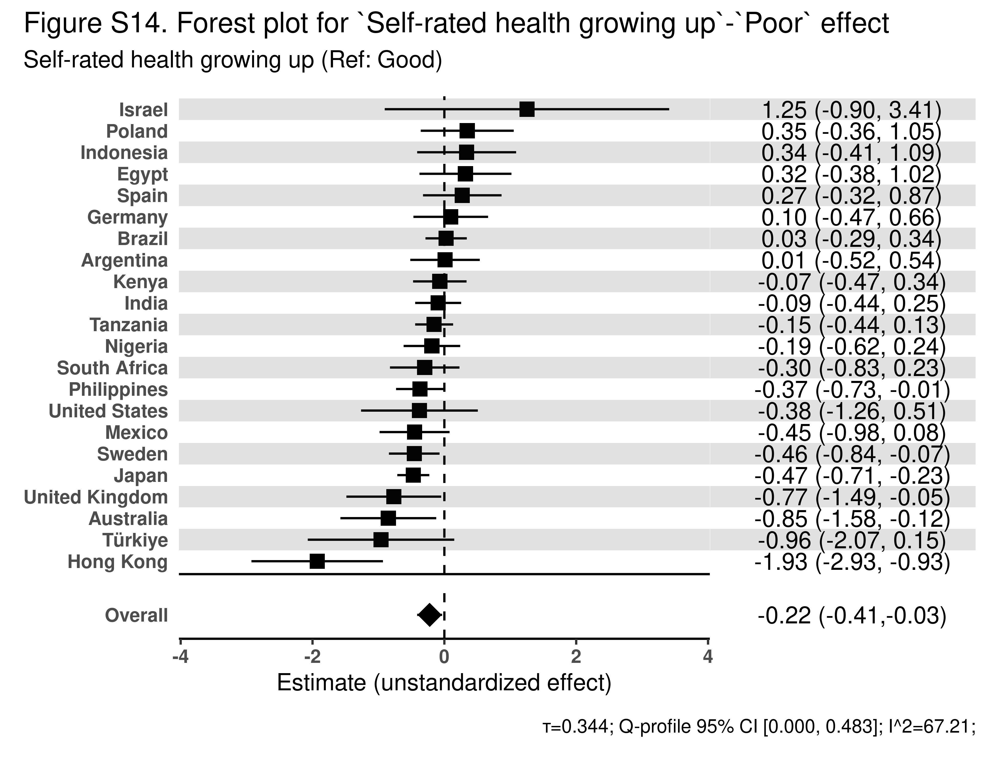 Figure S14. Forest plot for `Self-rated health growing up`-`Poor` effect
Self-rated health growing up (Ref: Good)
Israel 1.25 (-0.90, 3.41)
Poland 0.35 (-0.36, 1.05)
Indonesia 0.34 (-0.41, 1.09)
Egypt 0.32 (-0.38, 1.02)
Spain 0.27 (-0.32, 0.87)
Germany 0.10 (-0.47, 0.66)
Brazil 0.03 (-0.29, 0.34)
Argentina 0.01 (-0.52, 0.54)
Kenya -0.07 (-0.47, 0.34)
India -0.09 (-0.44, 0.25)
Tanzania -0.15 (-0.44, 0.13)
Nigeria -0.19 (-0.62, 0.24)
South Africa -0.30 (-0.83, 0.23)
Philippines -0.37 (-0.73, -0.01)
United States -0.38 (-1.26, 0.51)
Mexico -0.45 (-0.98, 0.08)
Sweden -0.46 (-0.84, -0.07)
Japan -0.47 (-0.71, -0.23)
United Kingdom -0.77 (-1.49, -0.05)
Australia -0.85 (-1.58, -0.12)
Türkiye -0.96 (-2.07, 0.15)
Hong Kong -1.93 (-2.93, -0.93)
Overall -0.22 (-0.41,-0.03)
-4 -2 0 2 4
Estimate (unstandardized effect)
τ=0.344; Q-profile 95% CI [0.000, 0.483]; I^2=67.21;